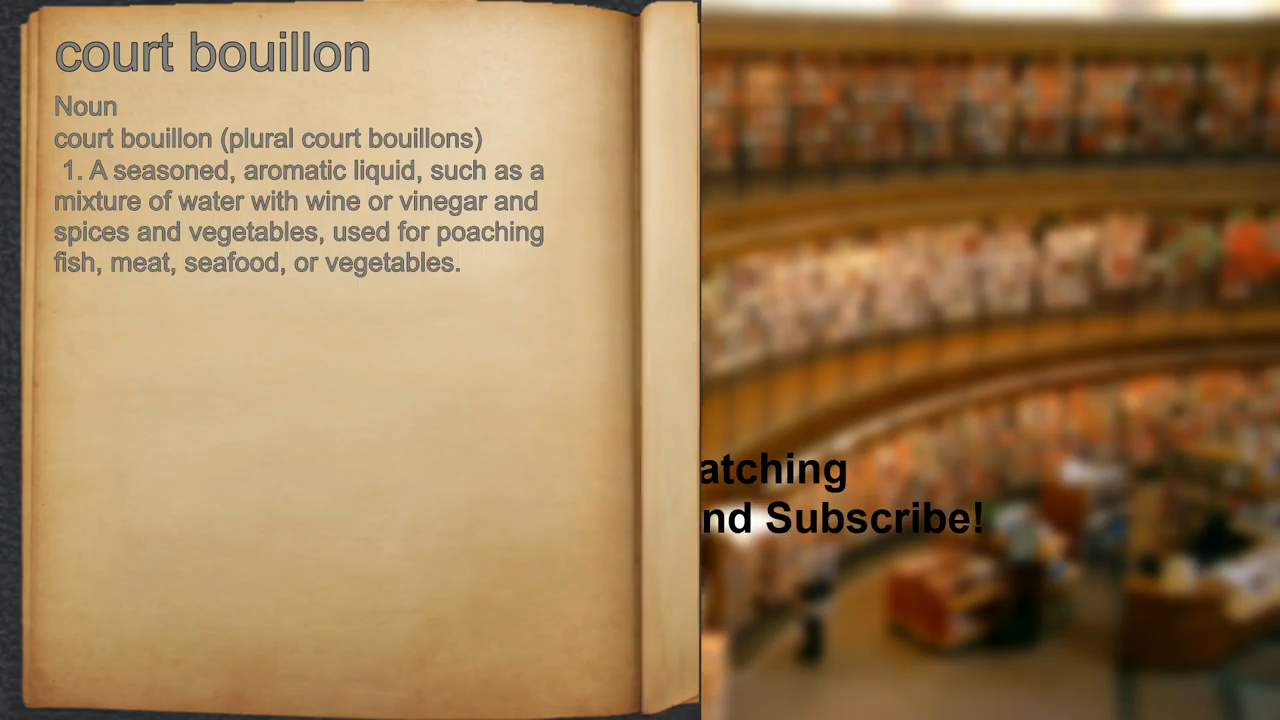 court bouillon
Noun
court bouillon (plural court bouillons)
1. A seasoned, aromatic liquid, such as a
mixture of water with wine or vinegar and
spices and vegetables, used for poaching
fish, meat, seafood, or vegetables.
atching
nd Subscribe!